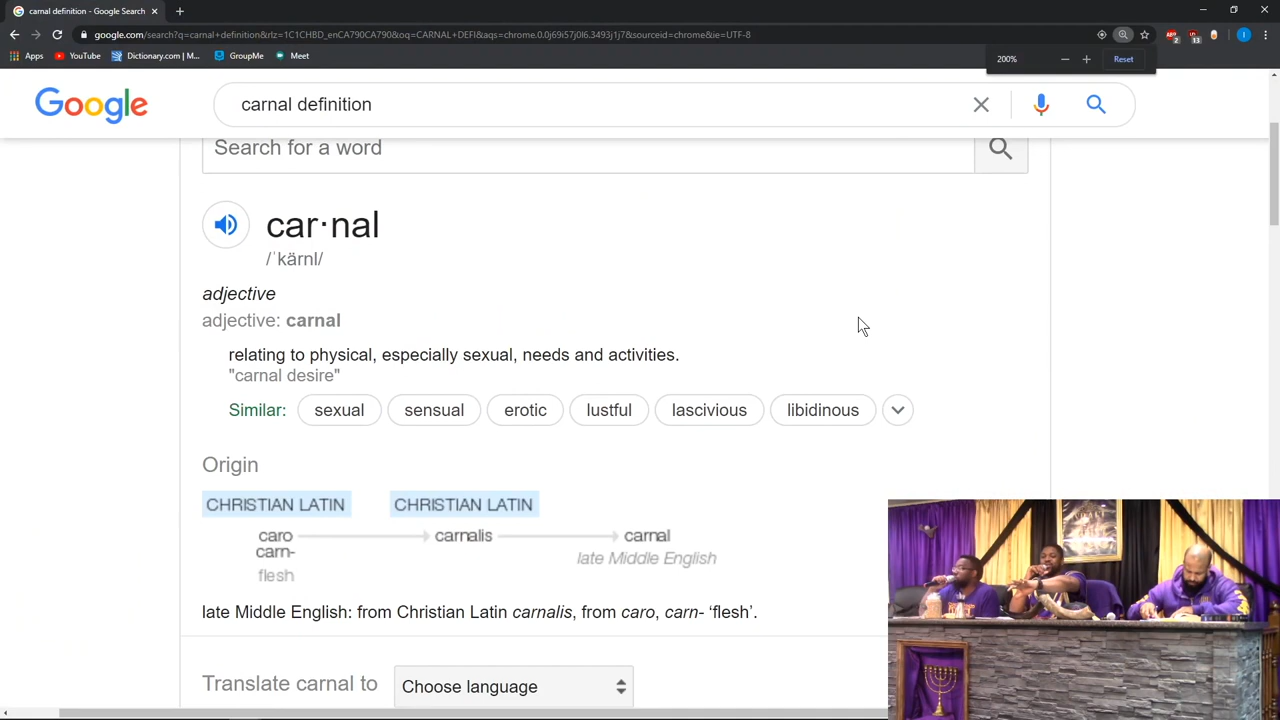 carnal definition - Google Search
google.com/search?q=carnal+definition&rlz=1C1CHBD_enCA790CA790&oq=CARNAL+DEFI&aqs=chrome.0.0j69i57j0l6.3493j1j7&sourceid=chrome&ie=UTF-8
Apps YouTube Dictionary.com | M... GroupMe Meet
200% Reset
Google
carnal definition
Search for a word
car·nal
/ˈkärnl/
adjective
adjective: carnal
relating to physical, especially sexual, needs and activities.
"carnal desire"
Similar: sexual sensual erotic lustful lascivious libidinous
Origin
CHRISTIAN LATIN CHRISTIAN LATIN
caro carnalis carnal
carn- late Middle English
flesh
late Middle English: from Christian Latin carnalis, from caro, carn- ‘flesh’.
Translate carnal to Choose language